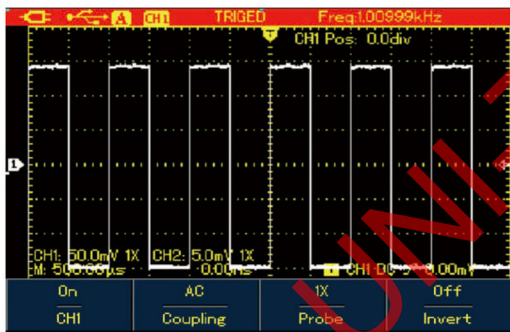 A CH1 TRIGED Freq:1.00999kHz
T
CH1 Pos: 0.0div
1
CH1: 50.0mV 1X CH2: 5.0mV 1X
M: 500.00μs 0.00ns CH1 DC 0.00mV
On AC 1X Off
CH1 Coupling Probe Invert
UNI-T